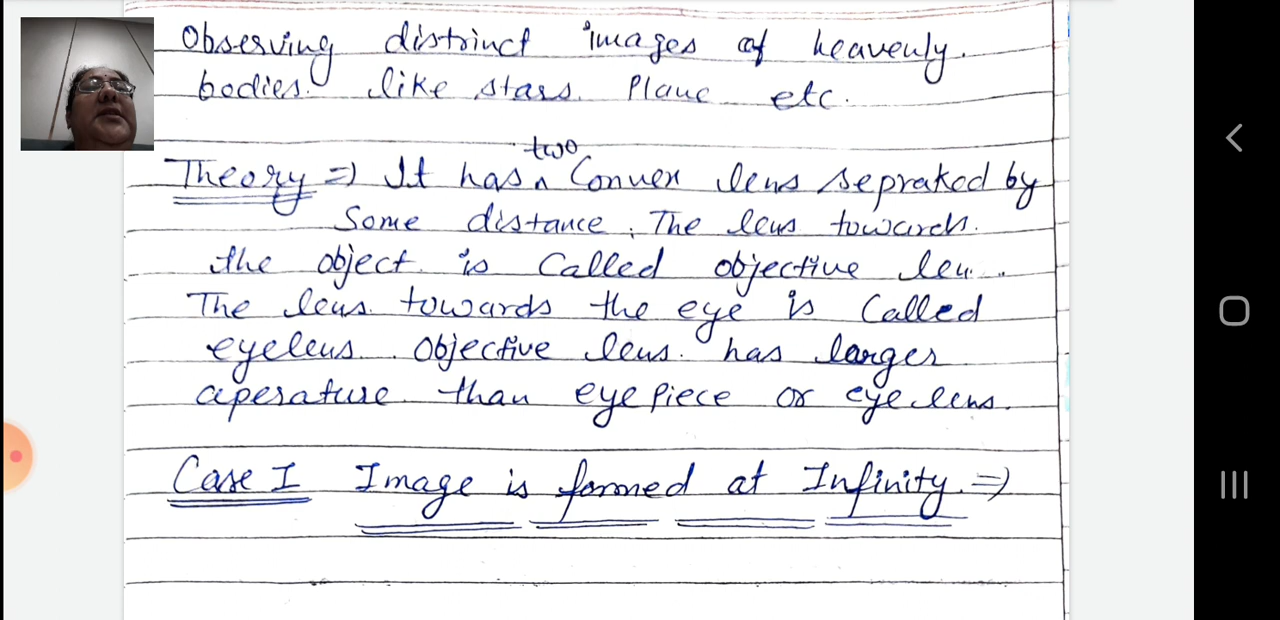 Observing distinct images of heavenly.
bodies. like stars. Plane etc.
two
Theory => It has ^ Convex lens seprated by
Some distance. The lens towards.
the object is Called objective len..
The lens towards the eye is Called
eyelens. objective lens. has larger
aperature. than eyepiece or eye lens.
Case I Image is formed at Infinity. =>